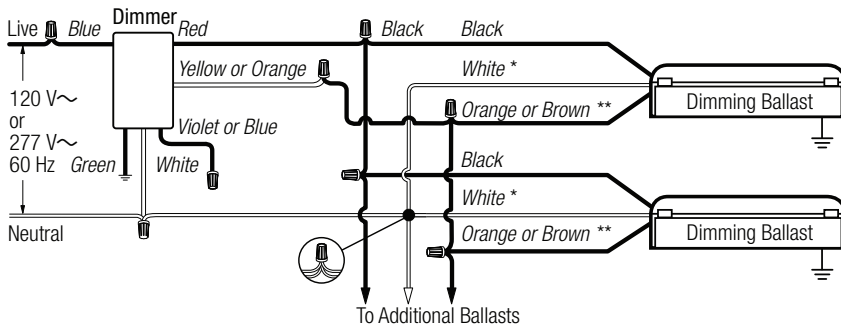 Dimmer
Live
Blue
Red
Black
Black
Yellow or Orange
White *
120 V~
or
277 V~
60 Hz
Orange or Brown **
Dimming Ballast
Violet or Blue
Green
White
Black
White *
Neutral
Orange or Brown **
Dimming Ballast
To Additional Ballasts